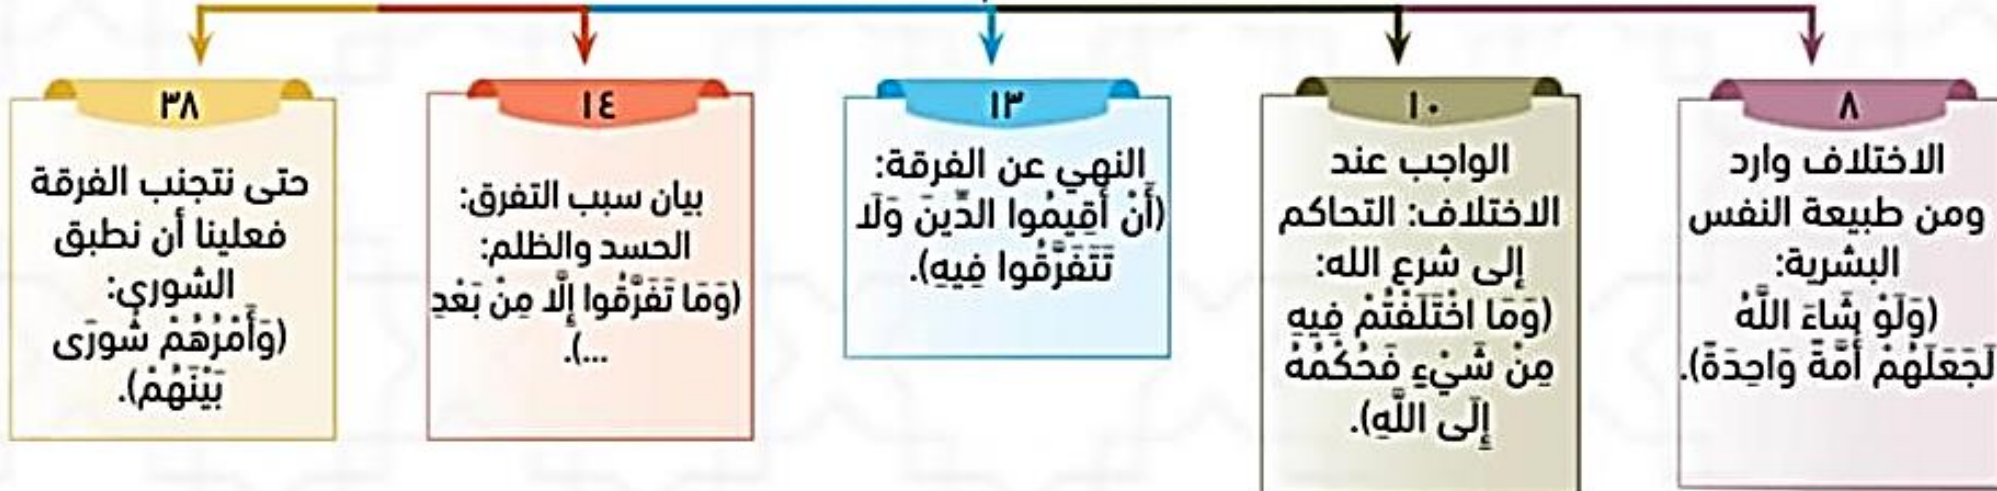 ٨
الاختلاف وارد
ومن طبيعة النفس
البشرية:
(وَلَوْ شَاءَ اللَّهُ
لَجَعَلَهُمْ أُمَّةً وَاحِدَةً).
١٠
الواجب عند
الاختلاف: التحاكم
إلى شرع الله:
(وَمَا اخْتَلَفْتُمْ فِيهِ
مِنْ شَيْءٍ فَحُكْمُهُ
إِلَى اللَّهِ).
١٣
النهي عن الفرقة:
(أَنْ أَقِيمُوا الدِّينَ وَلَا
تَتَفَرَّقُوا فِيهِ).
١٤
بيان سبب التفرق:
الحسد والظلم:
(وَمَا تَفَرَّقُوا إِلَّا مِنْ بَعْدِ
...).
٣٨
حتى نتجنب الفرقة
فعلينا أن نطبق
الشورى:
(وَأَمْرُهُمْ شُورَى
بَيْنَهُمْ).